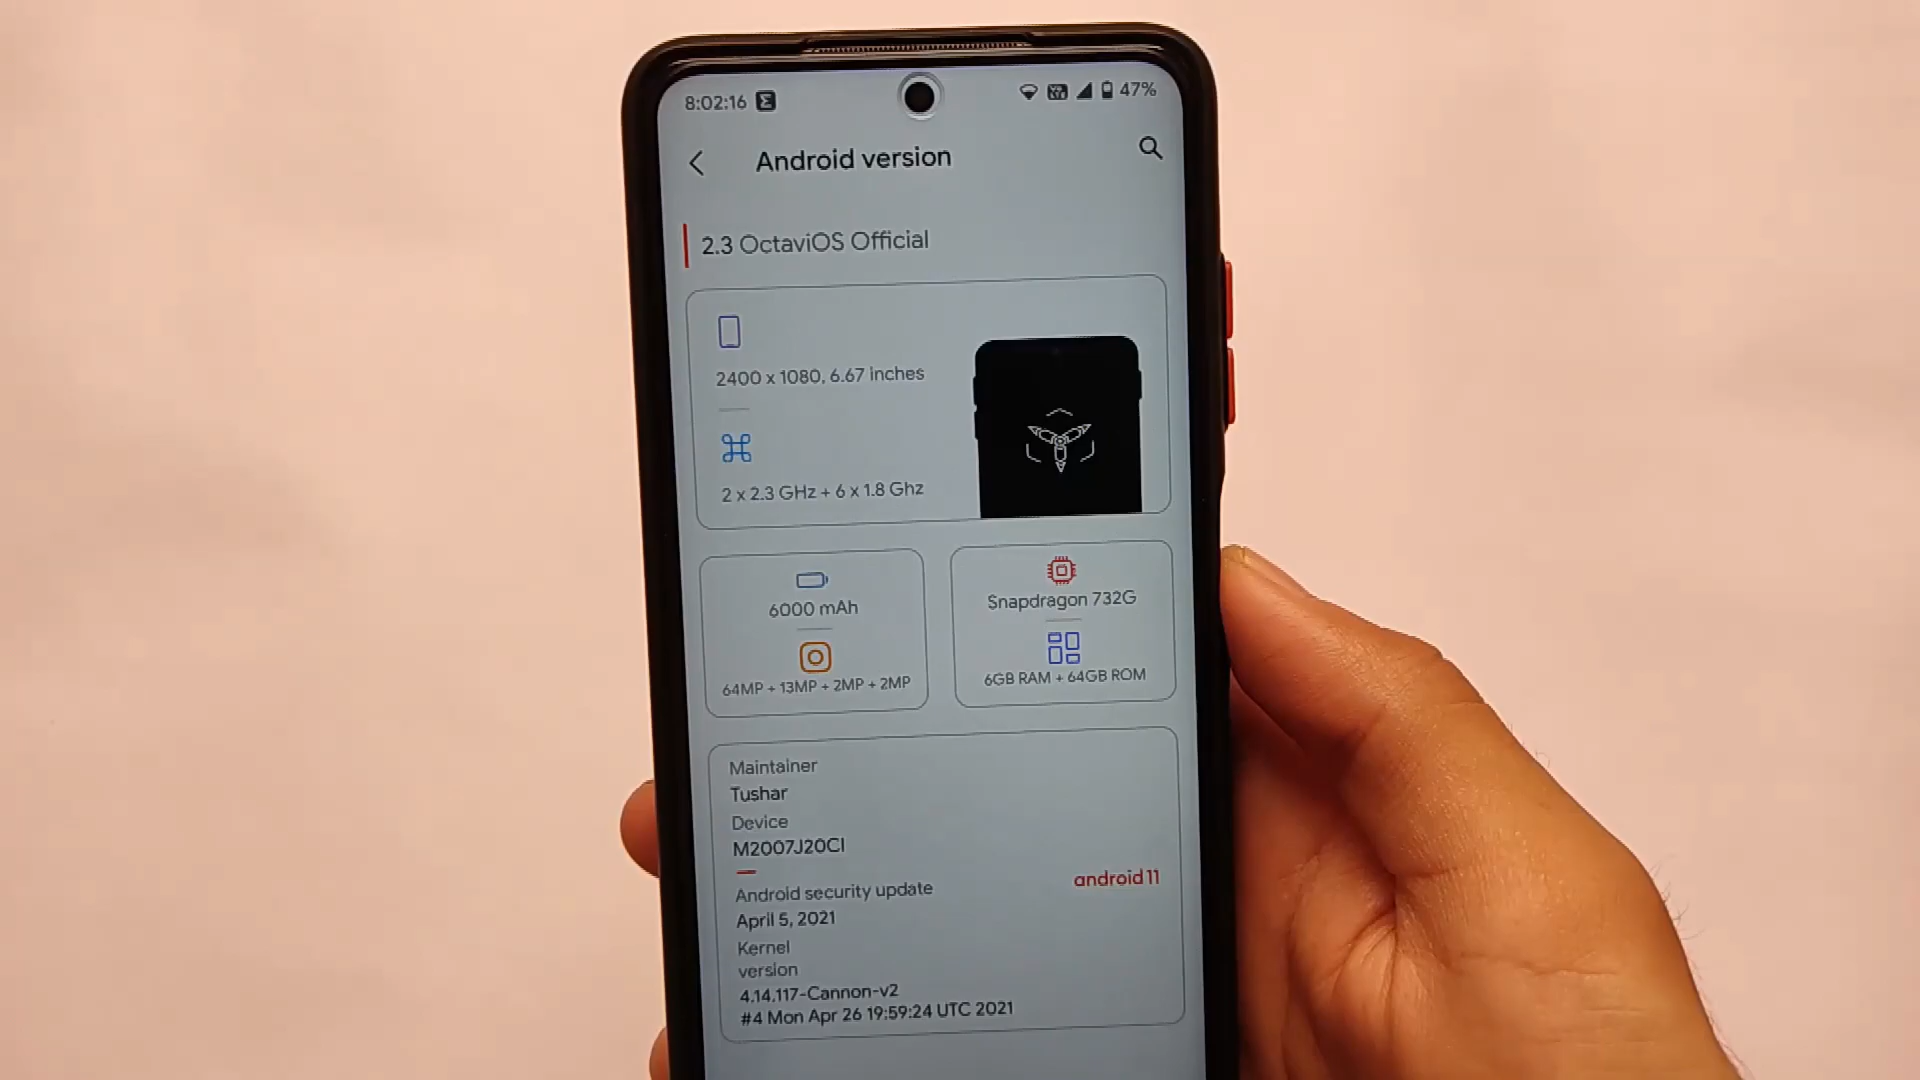 8:02:16
47%
Android version
2.3 OctaviOS Official
2400 x 1080, 6.67 inches
2 x 2.3 GHz + 6 x 1.8 Ghz
6000 mAh
64MP + 13MP + 2MP + 2MP
Snapdragon 732G
6GB RAM + 64GB ROM
Maintainer
Tushar
Device
M2007J20CI
Android security update
April 5, 2021
android11
Kernel
version
4.14.117-Cannon-v2
#4 Mon Apr 26 19:59:24 UTC 2021